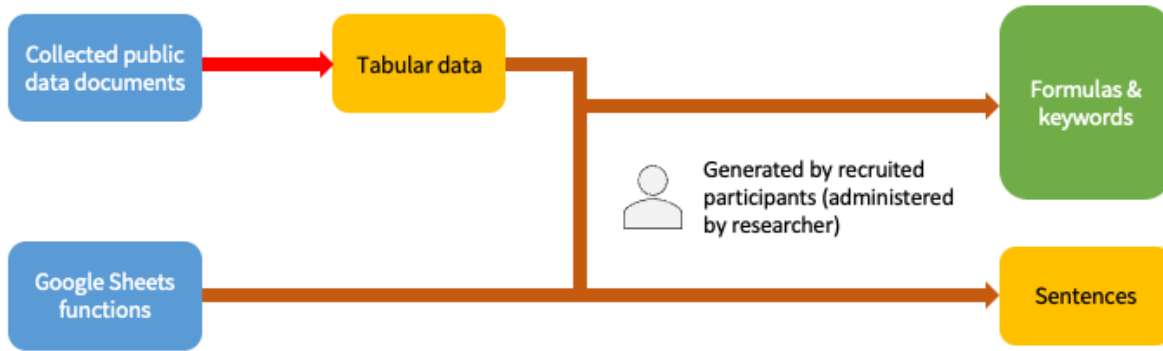 Collected public
data documents
Tabular data
Formulas &
keywords
Generated by recruited
participants (administered
by researcher)
Google Sheets
functions
Sentences